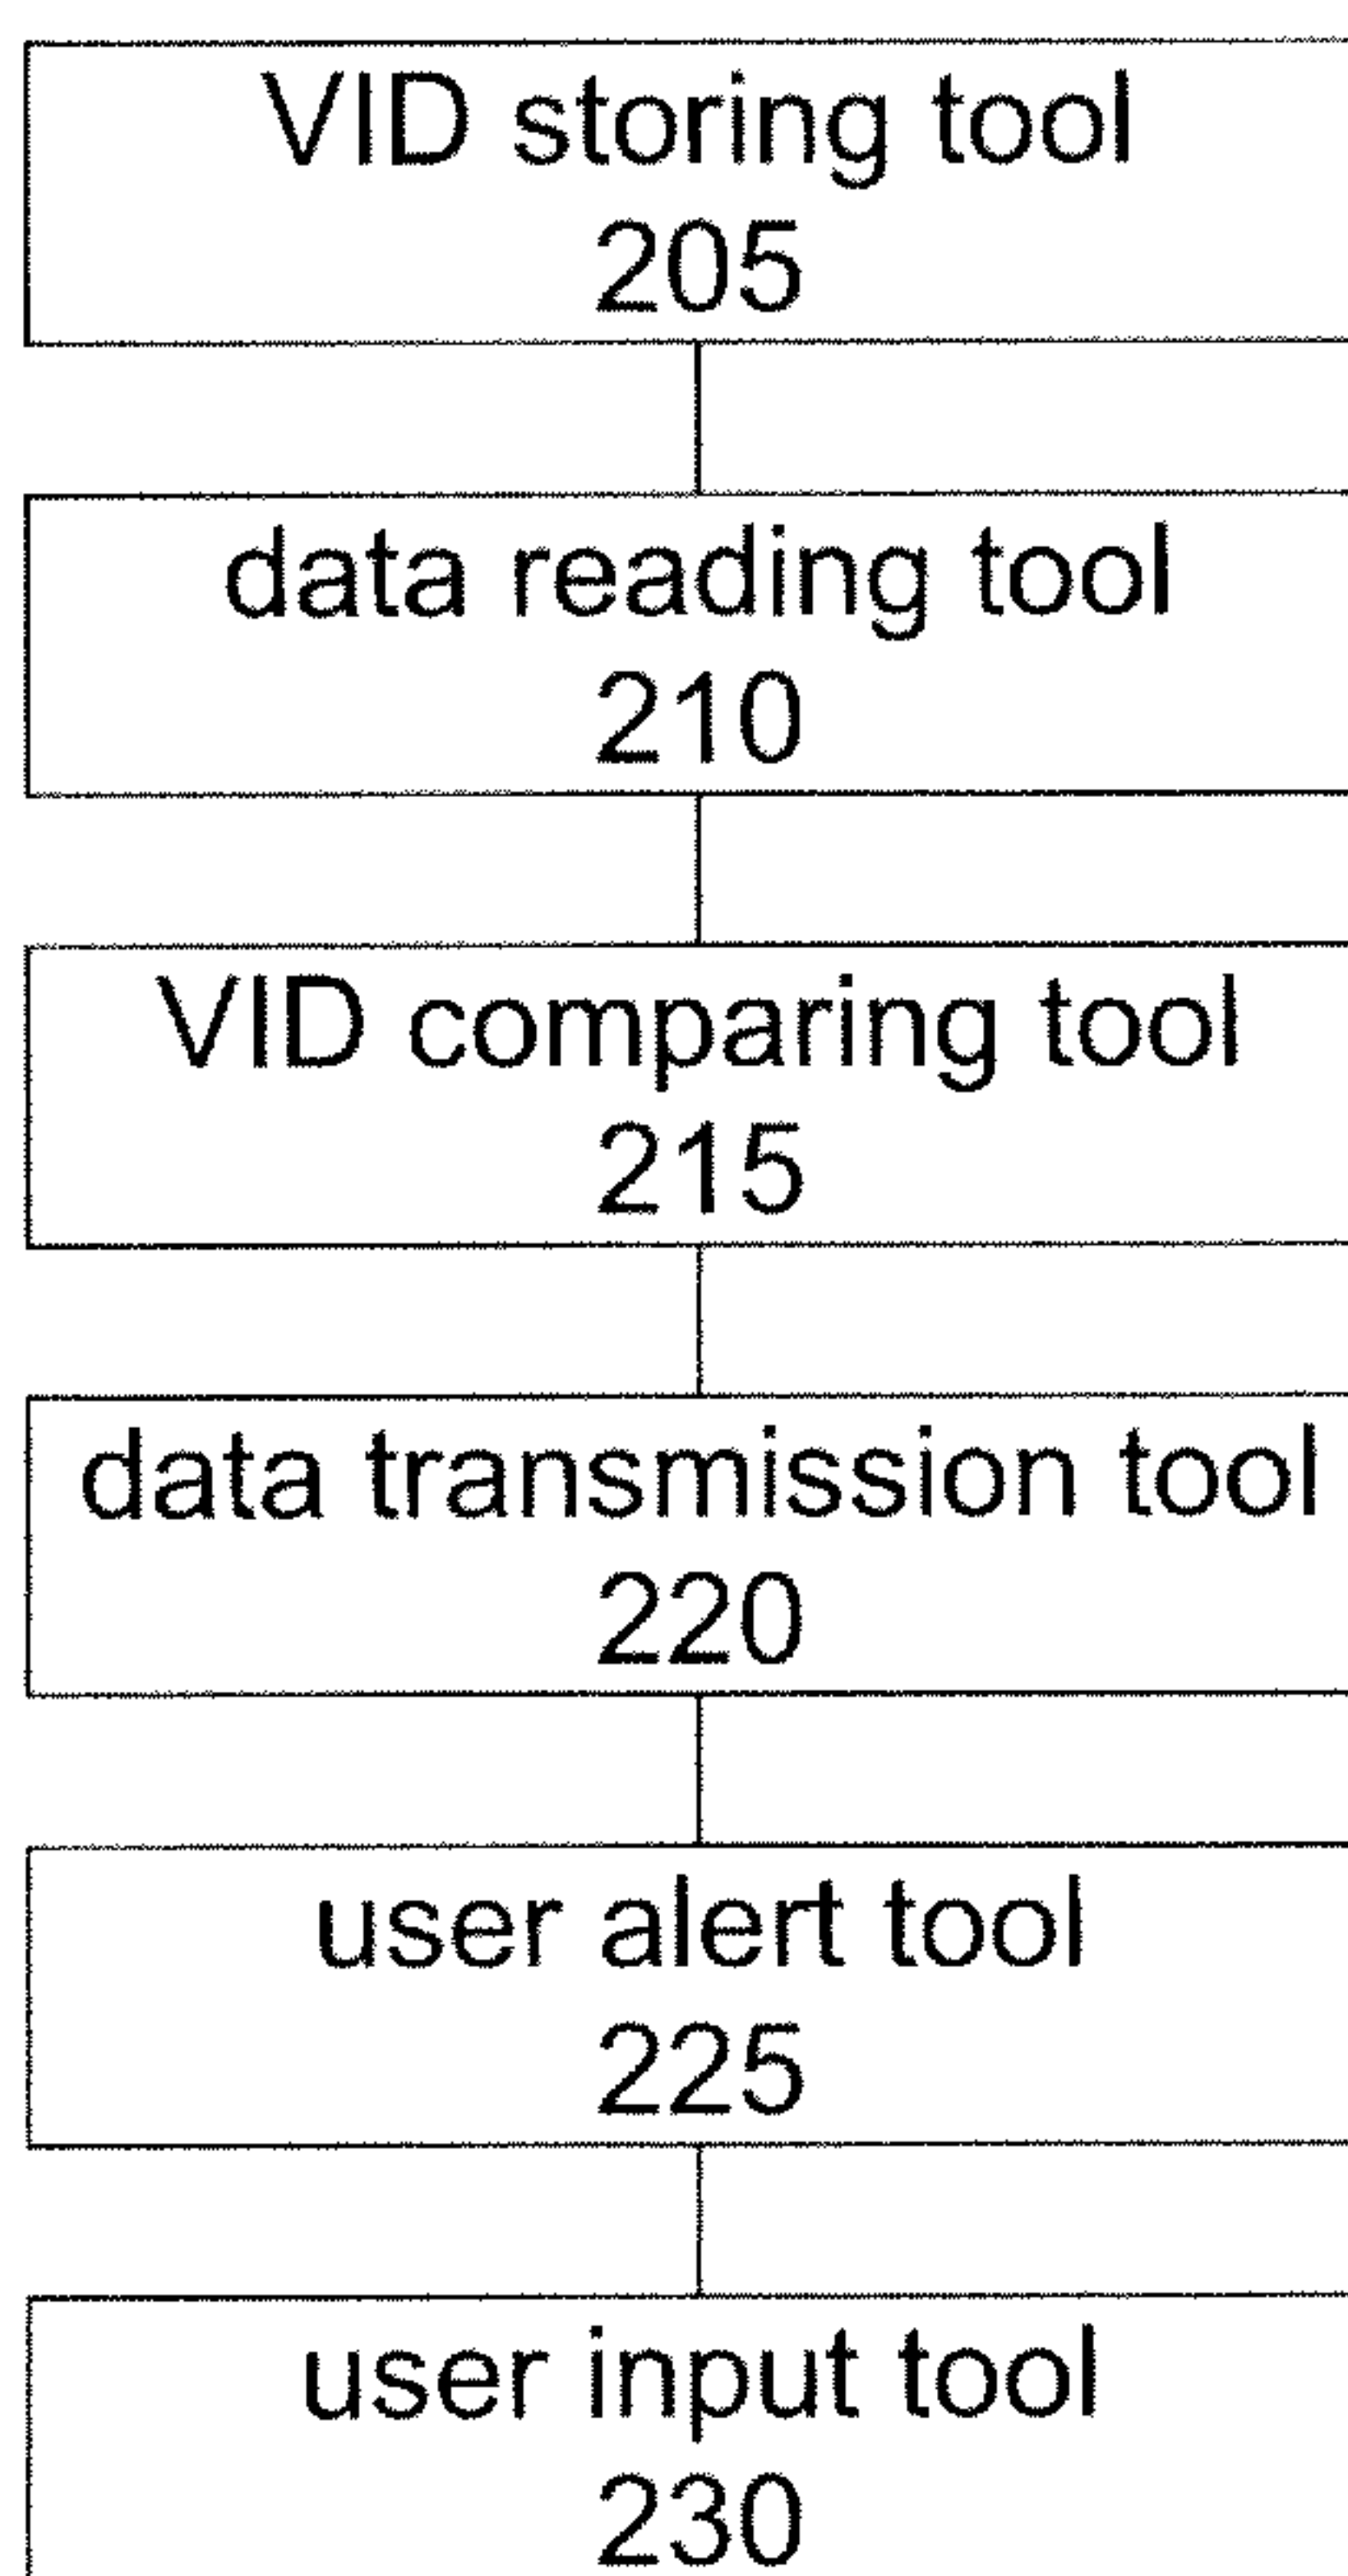 VID storing tool
205
data reading tool
210
VID comparing tool
215
data transmission tool
220
user alert tool
225
user input tool
230